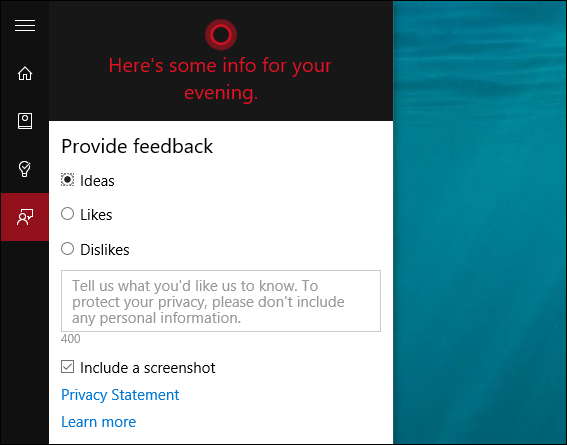 Here's some info for your
evening.
Provide feedback
Ideas
Likes
Dislikes
Tell us what you'd like us to know. To
protect your privacy, please don't include
any personal information.
400
Include a screenshot
Privacy Statement
Learn more